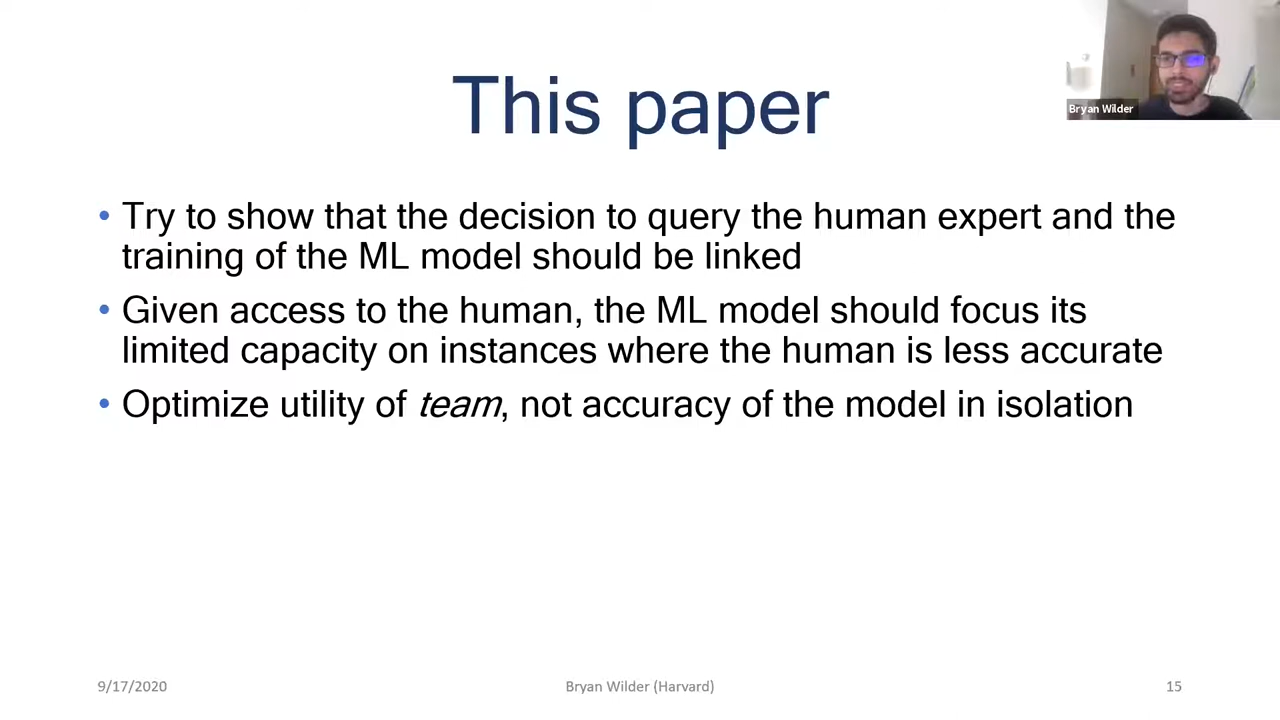 This paper
Bryan Wilder
• Try to show that the decision to query the human expert and the
training of the ML model should be linked
• Given access to the human, the ML model should focus its
limited capacity on instances where the human is less accurate
• Optimize utility of team, not accuracy of the model in isolation
9/17/2020
Bryan Wilder (Harvard)
15